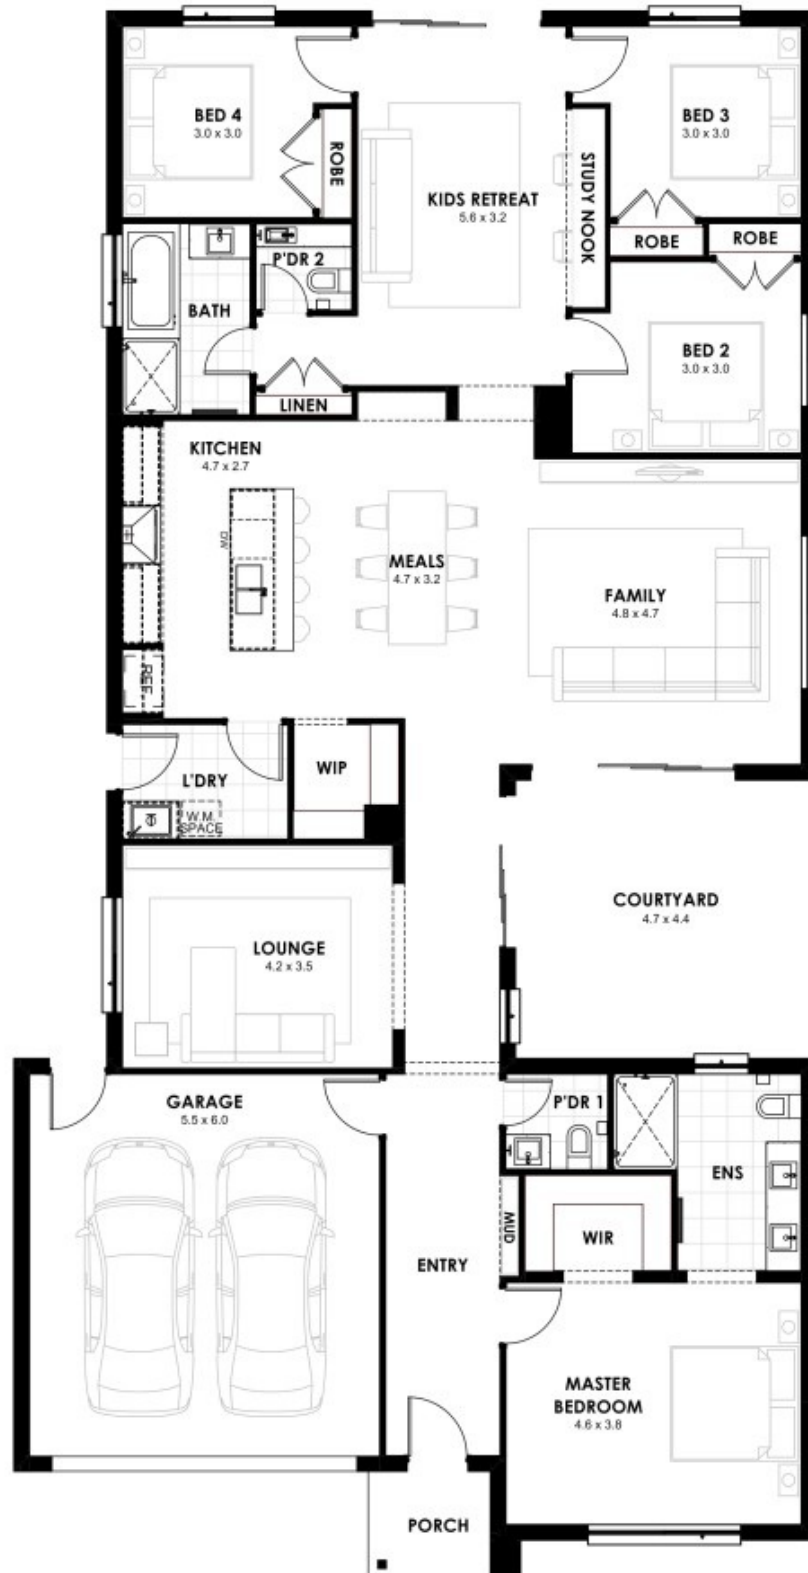 BED 4
3.0 x 3.0
ROBE
KIDS RETREAT
5.6 x 3.2
STUDY NOOK
BED 3
3.0 x 3.0
ROBE
ROBE
P'DR 2
BATH
LINEN
BED 2
3.0 x 3.0
KITCHEN
4.7 x 2.7
DW
MEALS
4.7 x 3.2
FAMILY
4.8 x 4.7
REF
L'DRY
W.M.
SPACE
WIP
COURTYARD
4.7 x 4.4
LOUNGE
4.2 x 3.5
GARAGE
5.5 x 6.0
P'DR 1
ENS
MUD
WIR
ENTRY
MASTER
BEDROOM
4.6 x 3.8
PORCH